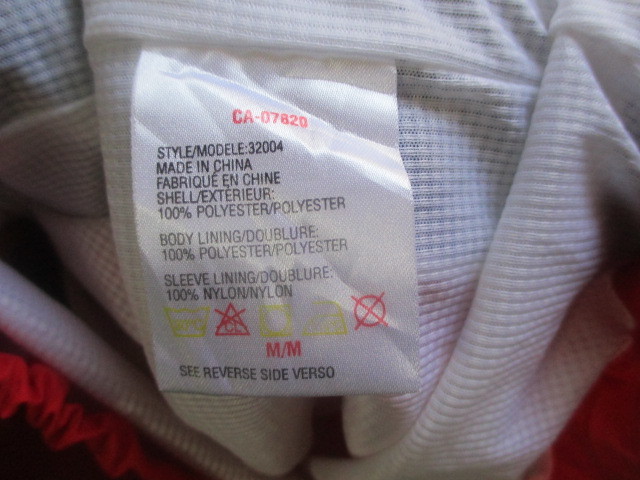 CA-07820
STYLE/MODELE:32004
MADE IN CHINA
FABRIQUÉ EN CHINE
SHELL/EXTÉRIEUR:
100% POLYESTER/POLYESTER
BODY LINING/DOUBLURE:
100% POLYESTER/POLYESTER
SLEEVE LINING/DOUBLURE:
100% NYLON/NYLON
CL
M/M
SEE REVERSE SIDE VERSO